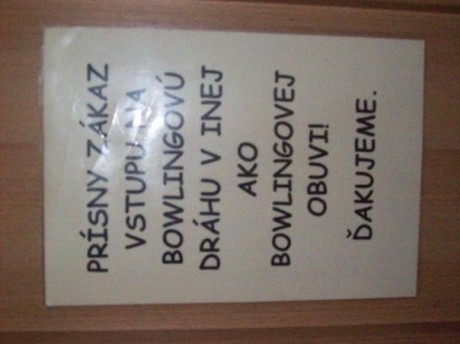 PRÍSNY ZÁKAZ
VSTUPU NA
BOWLINGOVÚ
DRÁHU V INEJ
AKO
BOWLINGOVEJ
OBUVI!
ĎAKUJEME.